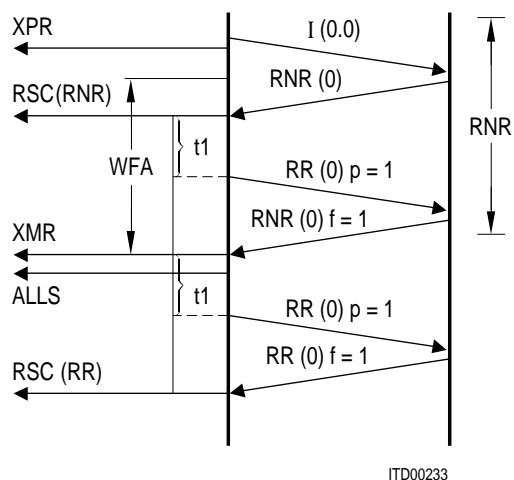 XPR
I (0.0)
RNR (0)
RSC(RNR)
RNR
t1
WFA
RR (0) p = 1
RNR (0) f = 1
XMR
ALLS
t1
RR (0) p = 1
RR (0) f = 1
RSC (RR)
ITD00233